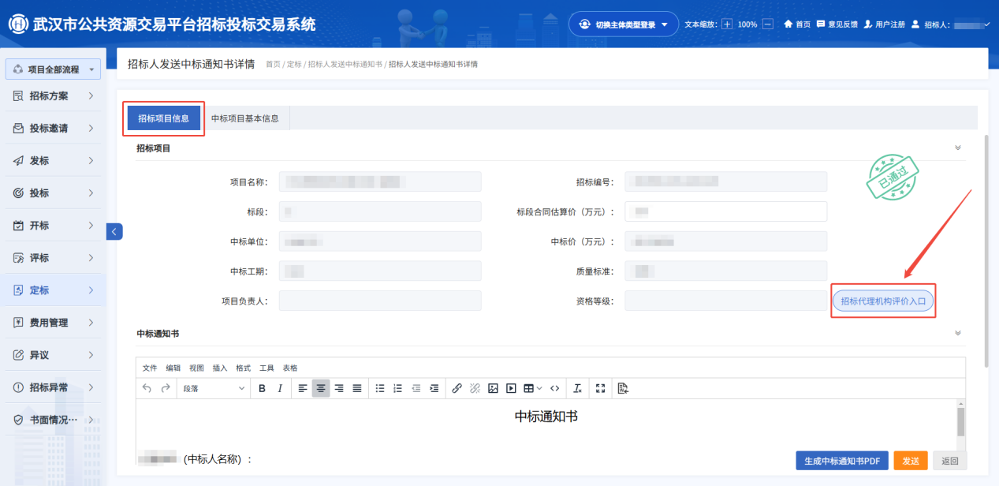 武汉市公共资源交易平台招标投标交易系统
切换主体类型登录
文本缩放： 100%
首页
意见反馈
用户注册
招标人：
项目全部流程
招标方案
投标邀请
发标
投标
开标
评标
定标
费用管理
异议
招标异常
书面情况…
招标人发送中标通知书详情
首页 / 定标 / 招标人发送中标通知书 / 招标人发送中标通知书详情
招标项目信息
中标项目基本信息
招标项目
已通过
项目名称：
招标编号：
标段：
标段合同估算价（万元）：
中标单位：
中标价（万元）：
中标工期：
质量标准：
项目负责人：
资格等级：
招标代理机构评价入口
中标通知书
文件 编辑 视图 插入 格式 工具 表格
段落
B I
中标通知书
(中标人名称) ：
生成中标通知书PDF
发送
返回